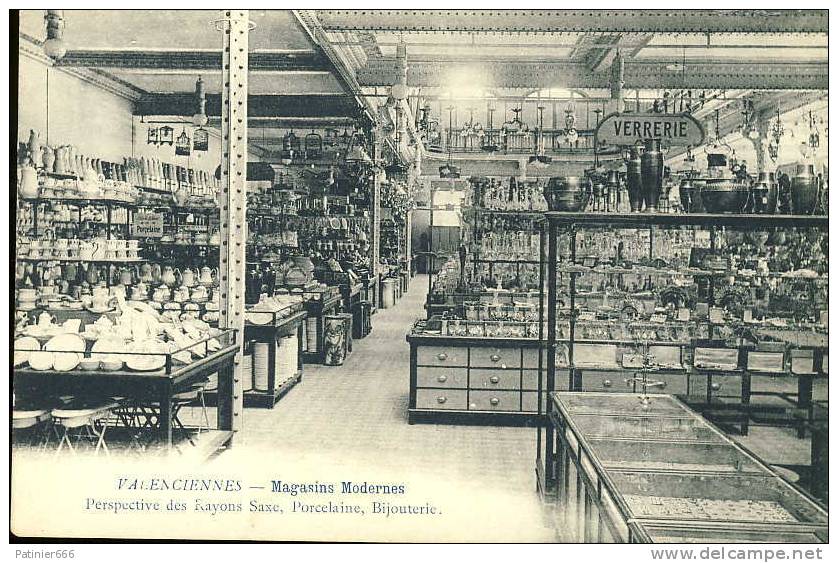 VERRERIE
Porcelaine
VALENCIENNES — Magasins Modernes
Perspective des Rayons Saxe, Porcelaine, Bijouterie.
Patinier666
www.delcampe.net